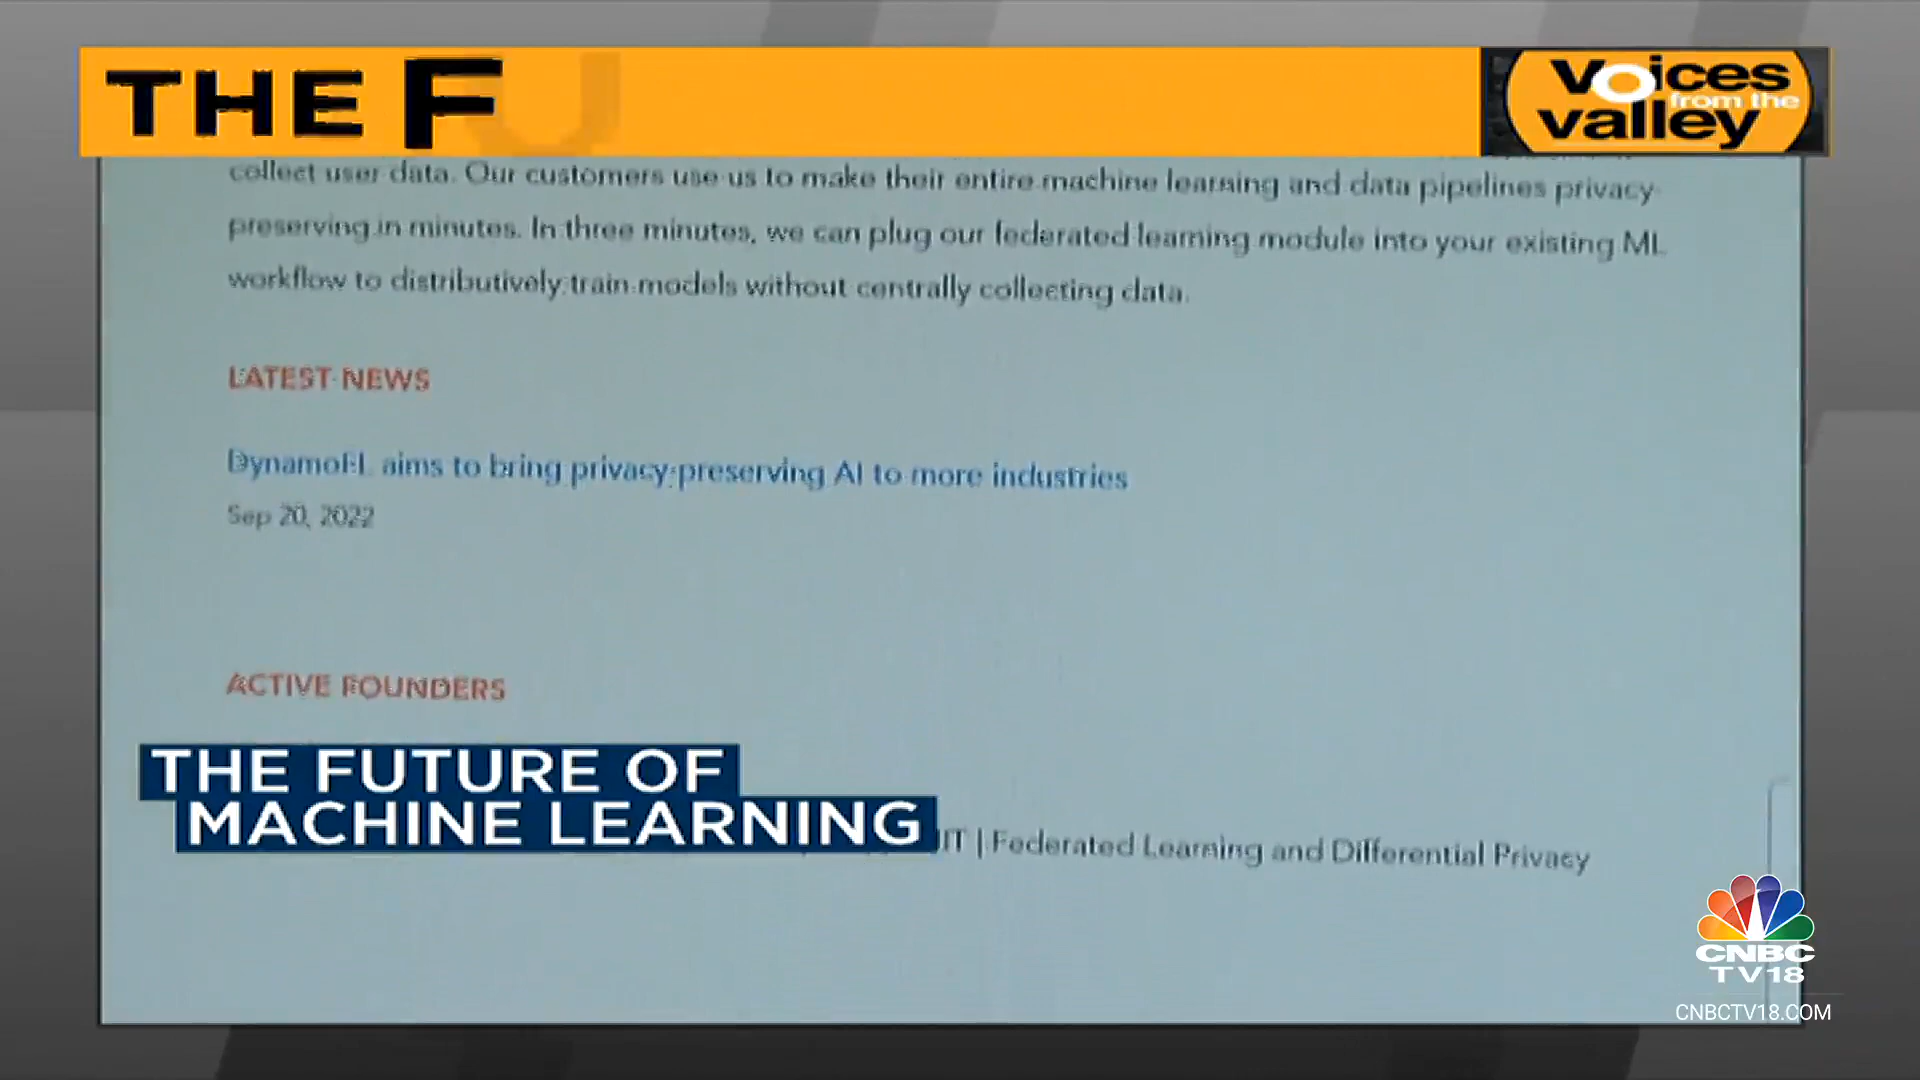 THE FU
Voices
from the
valley
collect user data. Our customers use us to make their entire machine learning and data pipelines privacy-
preserving in minutes. In three minutes, we can plug our federated learning module into your existing ML
workflow to distributively train models without centrally collecting data.
LATEST NEWS
DynamoFL aims to bring privacy-preserving AI to more industries
Sep 20, 2022
ACTIVE FOUNDERS
THE FUTURE OF
MACHINE LEARNING
| Federated Learning and Differential Privacy
CNBC
TV18
CNBCTV18.COM